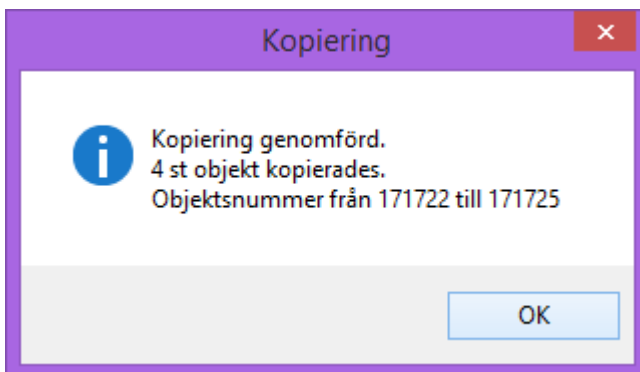 Kopiering
Kopiering genomförd.
4 st objekt kopierades.
Objektsnummer från 171722 till 171725
OK